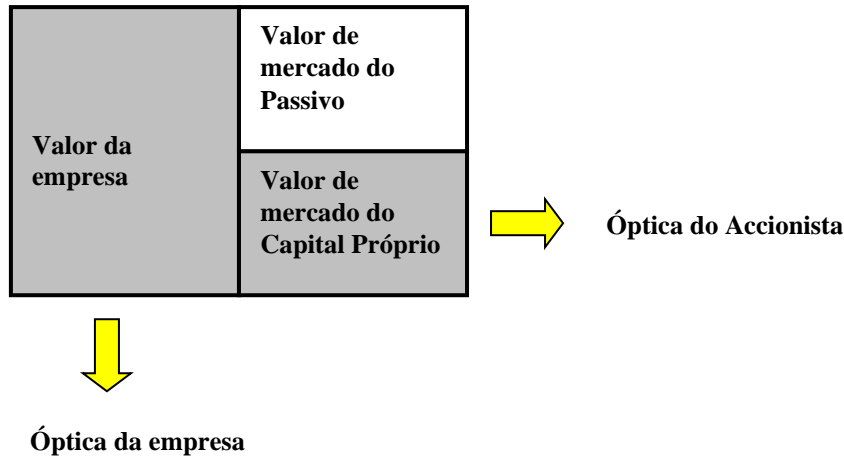 Valor da
empresa
Valor de
mercado do
Passivo
Valor de
mercado do
Capital Próprio
Óptica do Accionista
Óptica da empresa